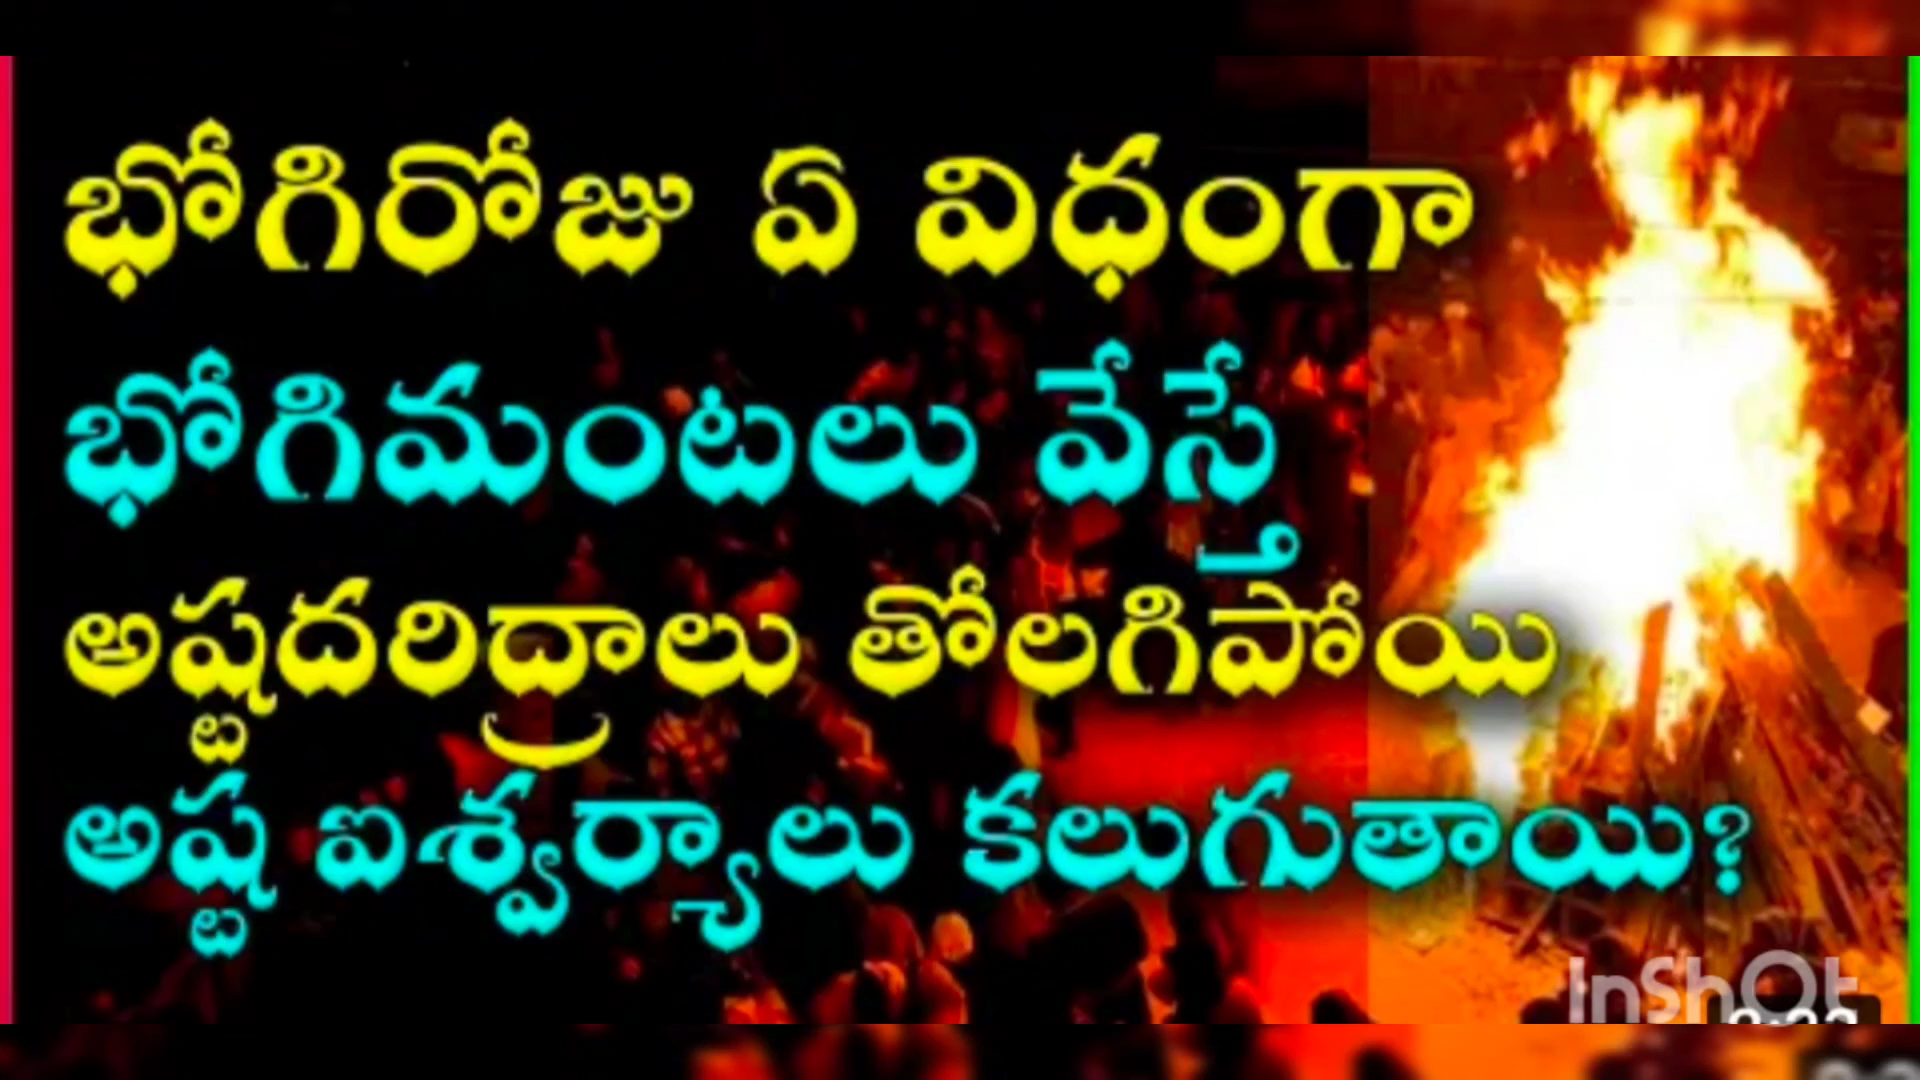 భోగిరోజు ఏ విధంగా
భోగిమంటలు వేస్తే
అష్టదరిద్రాలు తోలగిపోయి
అష్ట ఐశ్వర్యాలు కలుగుతాయి?
InShOt